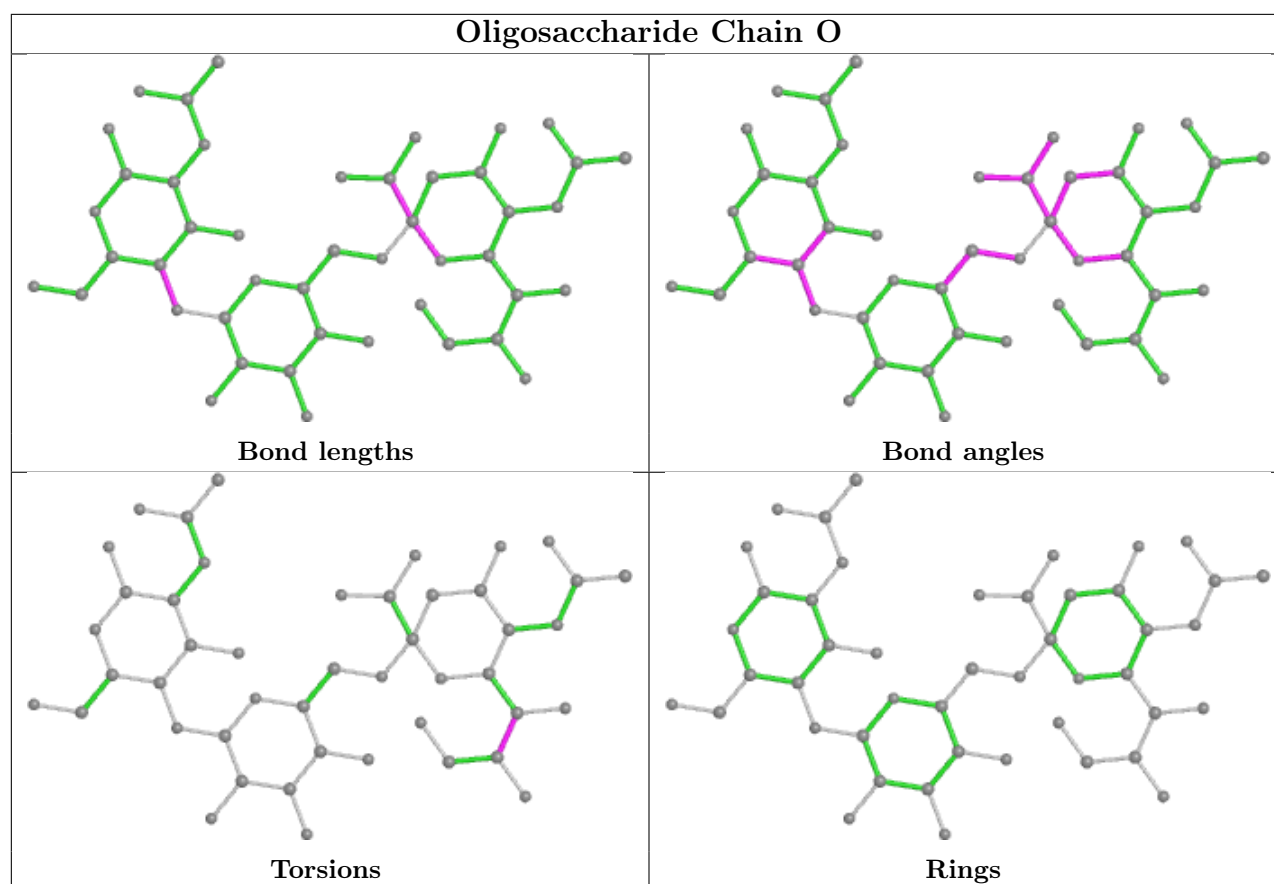 Oligosaccharide Chain O
Bond lengths
Bond angles
Torsions
Rings